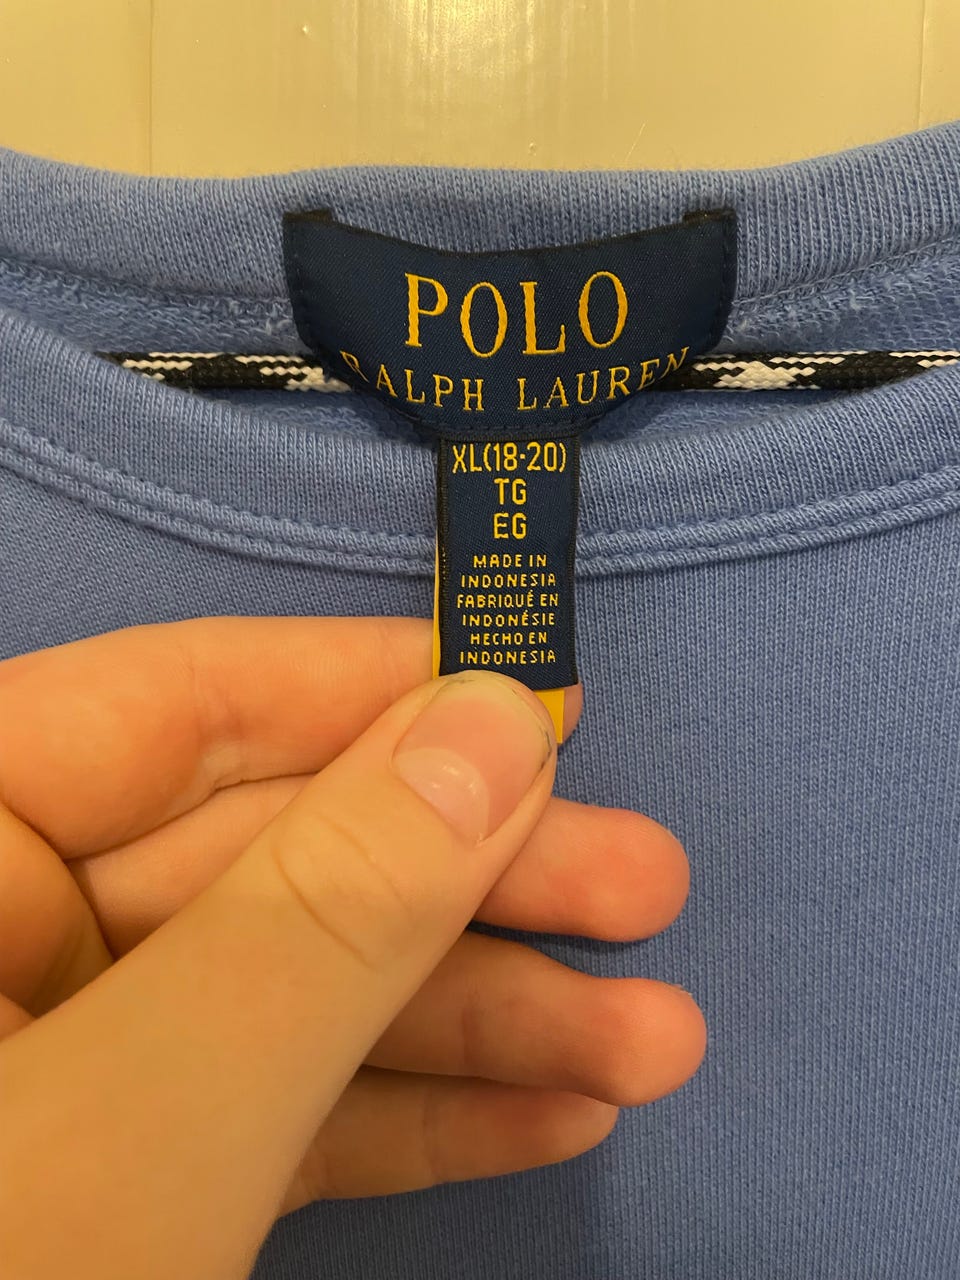 POLO
RALPH LAUREN
XL(18-20)
TG
EG
MADE IN
INDONESIA
FABRIQUÉ EN
INDONÉSIE
HECHO EN
INDONESIA